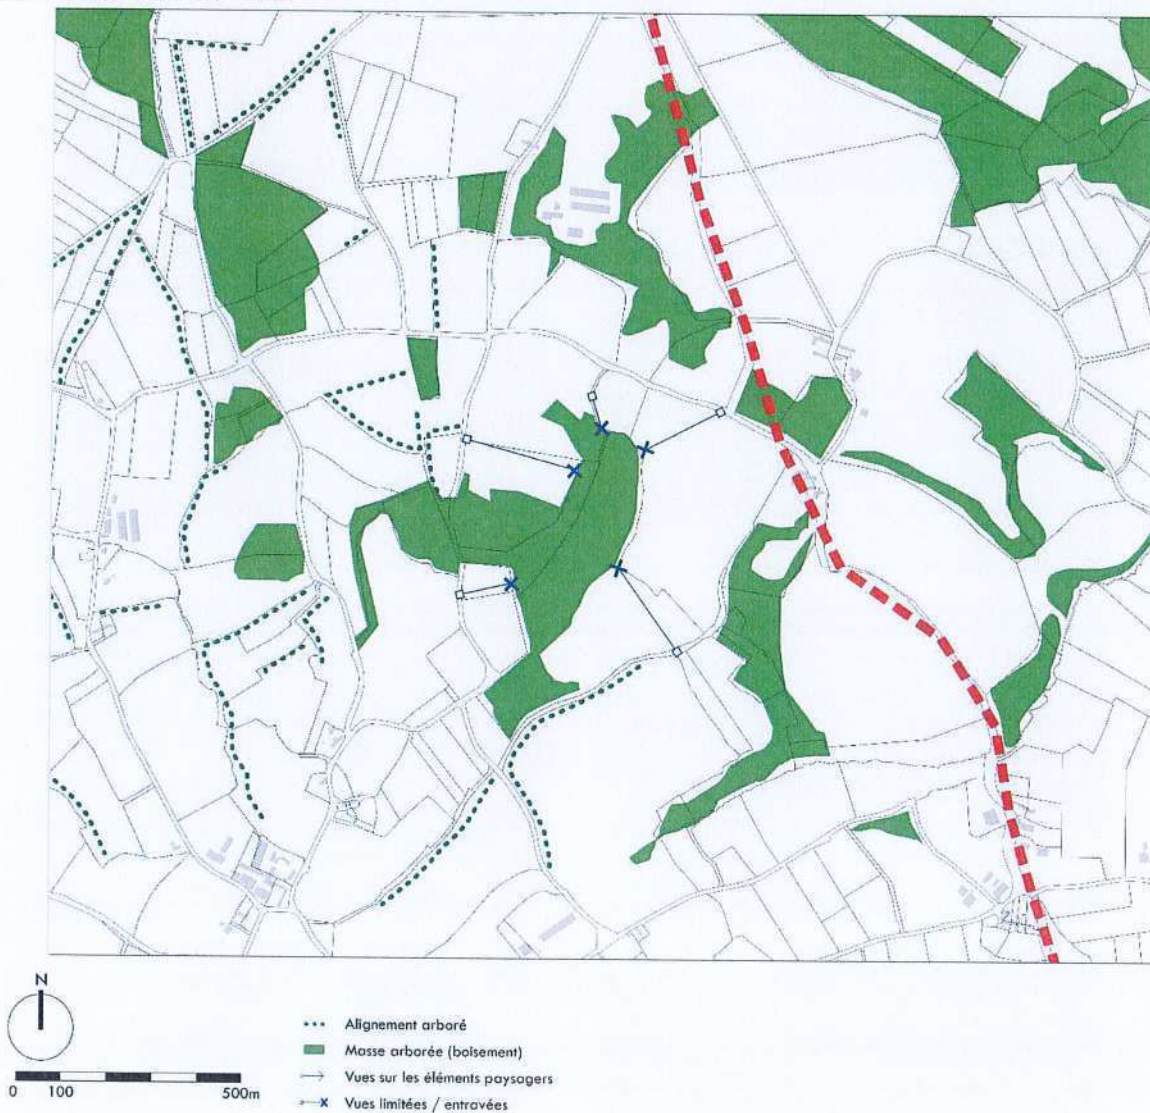 N
0 100 500m
Alignement arboré
Masse arborée (boisement)
Vues sur les éléments paysagers
Vues limitées / entravées